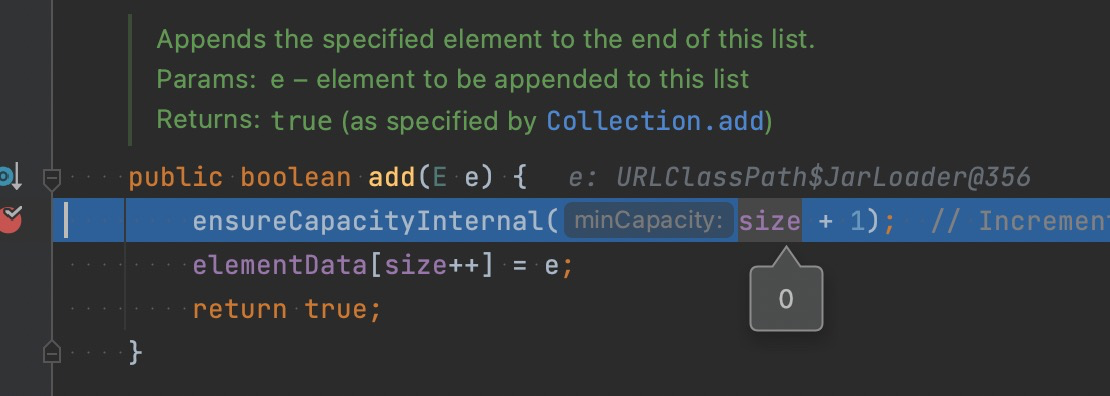 Appends the specified element to the end of this list.
Params: e – element to be appended to this list
Returns: true (as specified by Collection.add)
public boolean add(E e) { e: URLClassPath$JarLoader@356
ensureCapacityInternal( minCapacity: size + 1); // Increment
elementData[size++] = e;
0
return true;
}